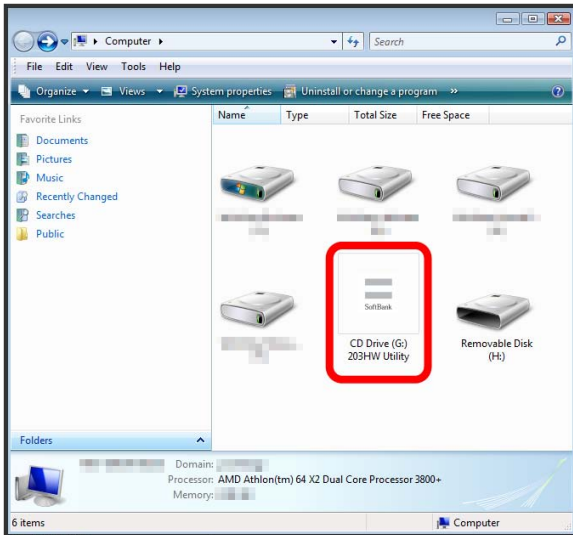 Computer
Search
File Edit View Tools Help
Organize Views System properties Uninstall or change a program »
Favorite Links
Documents
Pictures
Music
Recently Changed
Searches
Public
Folders
Name Type Total Size Free Space
SoftBank
CD Drive (G:)
203HW Utility
Removable Disk
(H:)
Domain:
Processor: AMD Athlon(tm) 64 X2 Dual Core Processor 3800+
Memory:
6 items
Computer